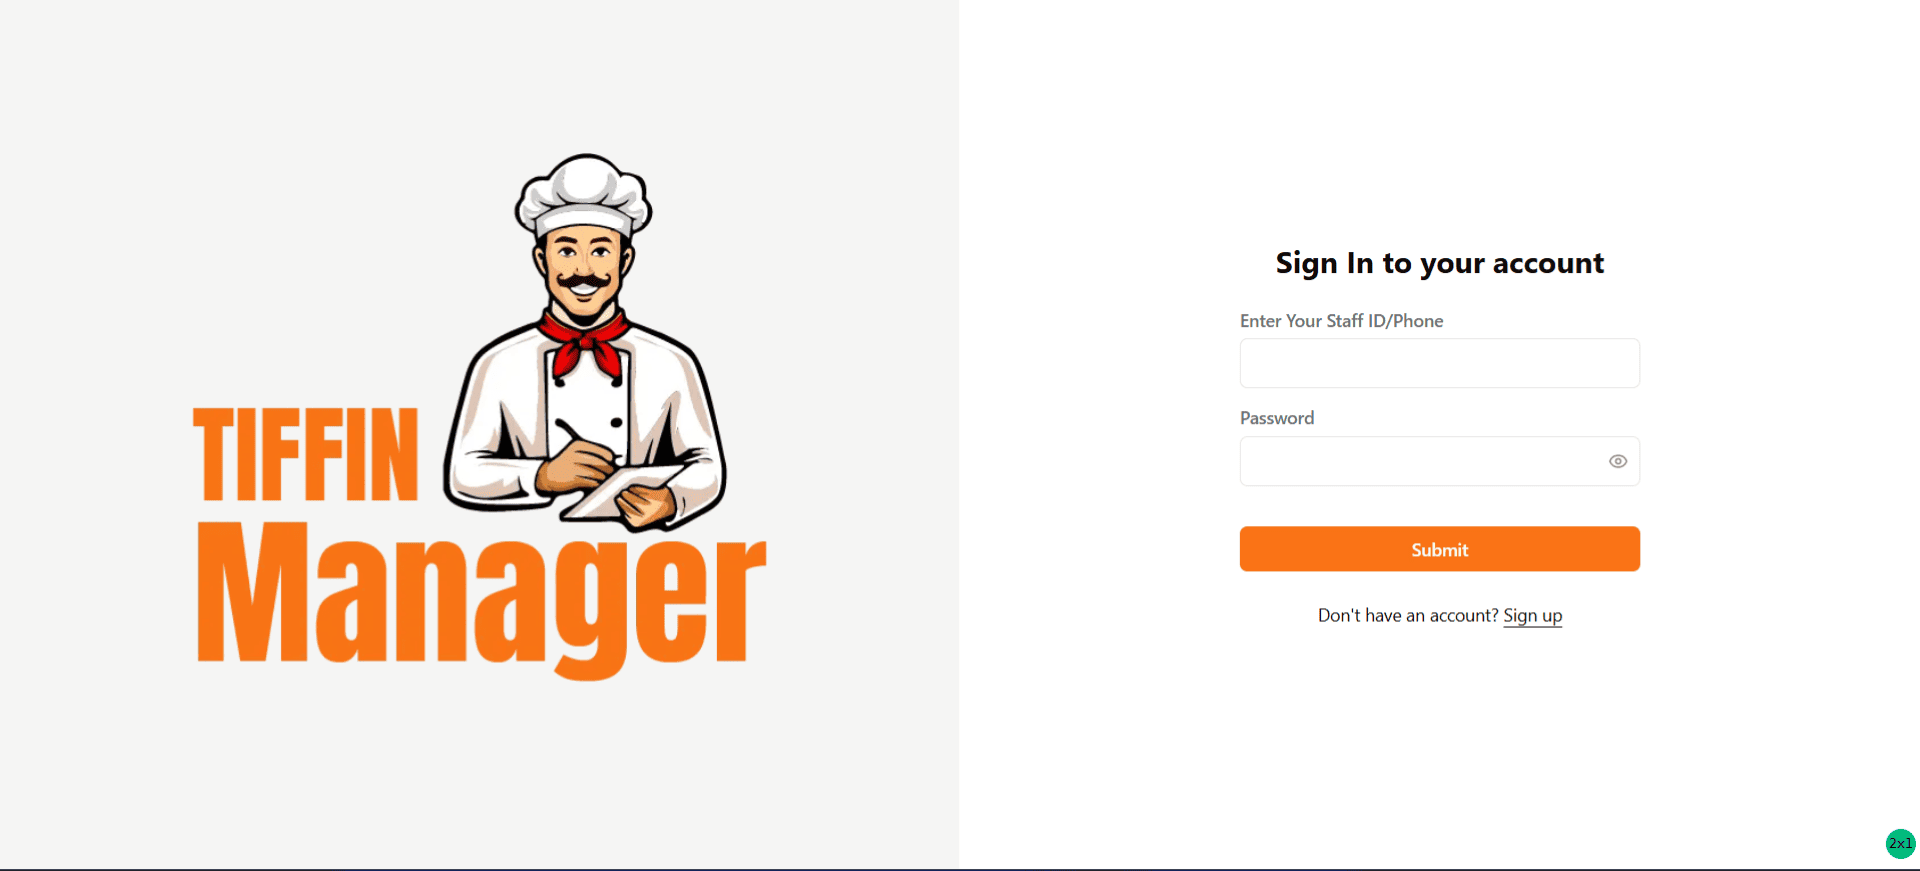 TIFFIN
Manager
Sign In to your account
Enter Your Staff ID/Phone
Password
Submit
Don't have an account? Sign up
2x1